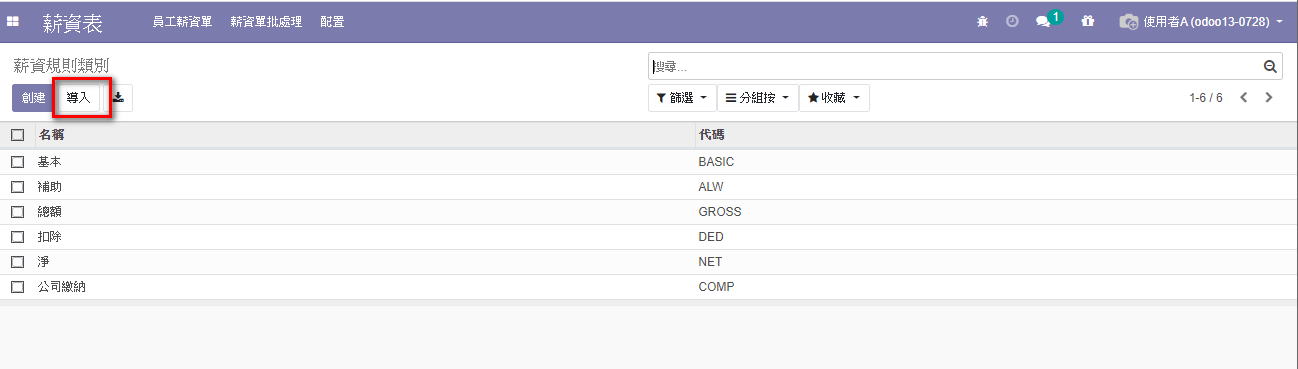 薪資表 員工薪資單 薪資單批處理 配置 1 使用者A (odoo13-0728)
薪資規則類別 搜尋...
創建 導入 篩選 分組按 收藏 1-6 / 6
名稱 代碼
基本 BASIC
補助 ALW
總額 GROSS
扣除 DED
淨 NET
公司繳納 COMP